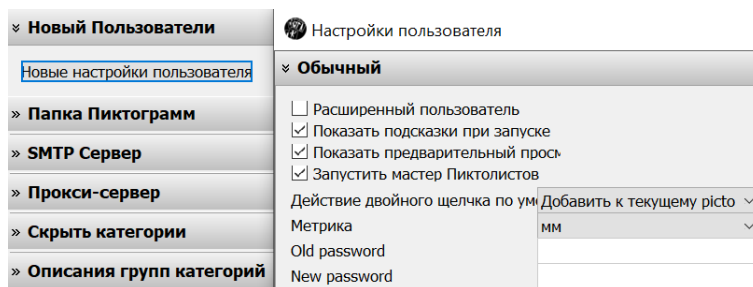 Новый Пользователи
Новые настройки пользователя
Папка Пиктограмм
SMTP Сервер
Прокси-сервер
Скрыть категории
Описания групп категорий
Настройки пользователя
Обычный
Расширенный пользователь
Показать подсказки при запуске
Показать предварительный
Запустить мастер Пиктолистов
Действие двойного щелчка по Добавить к текущему picto
Метрика мм
Old password
New password